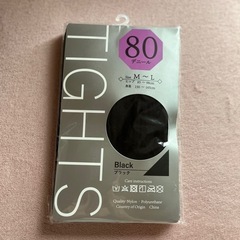 TIGHTS
80
デニール
M〜L
Black
ブラック
Care instructions
Quality : Nylon · Polyurethane
Country of Origin : China